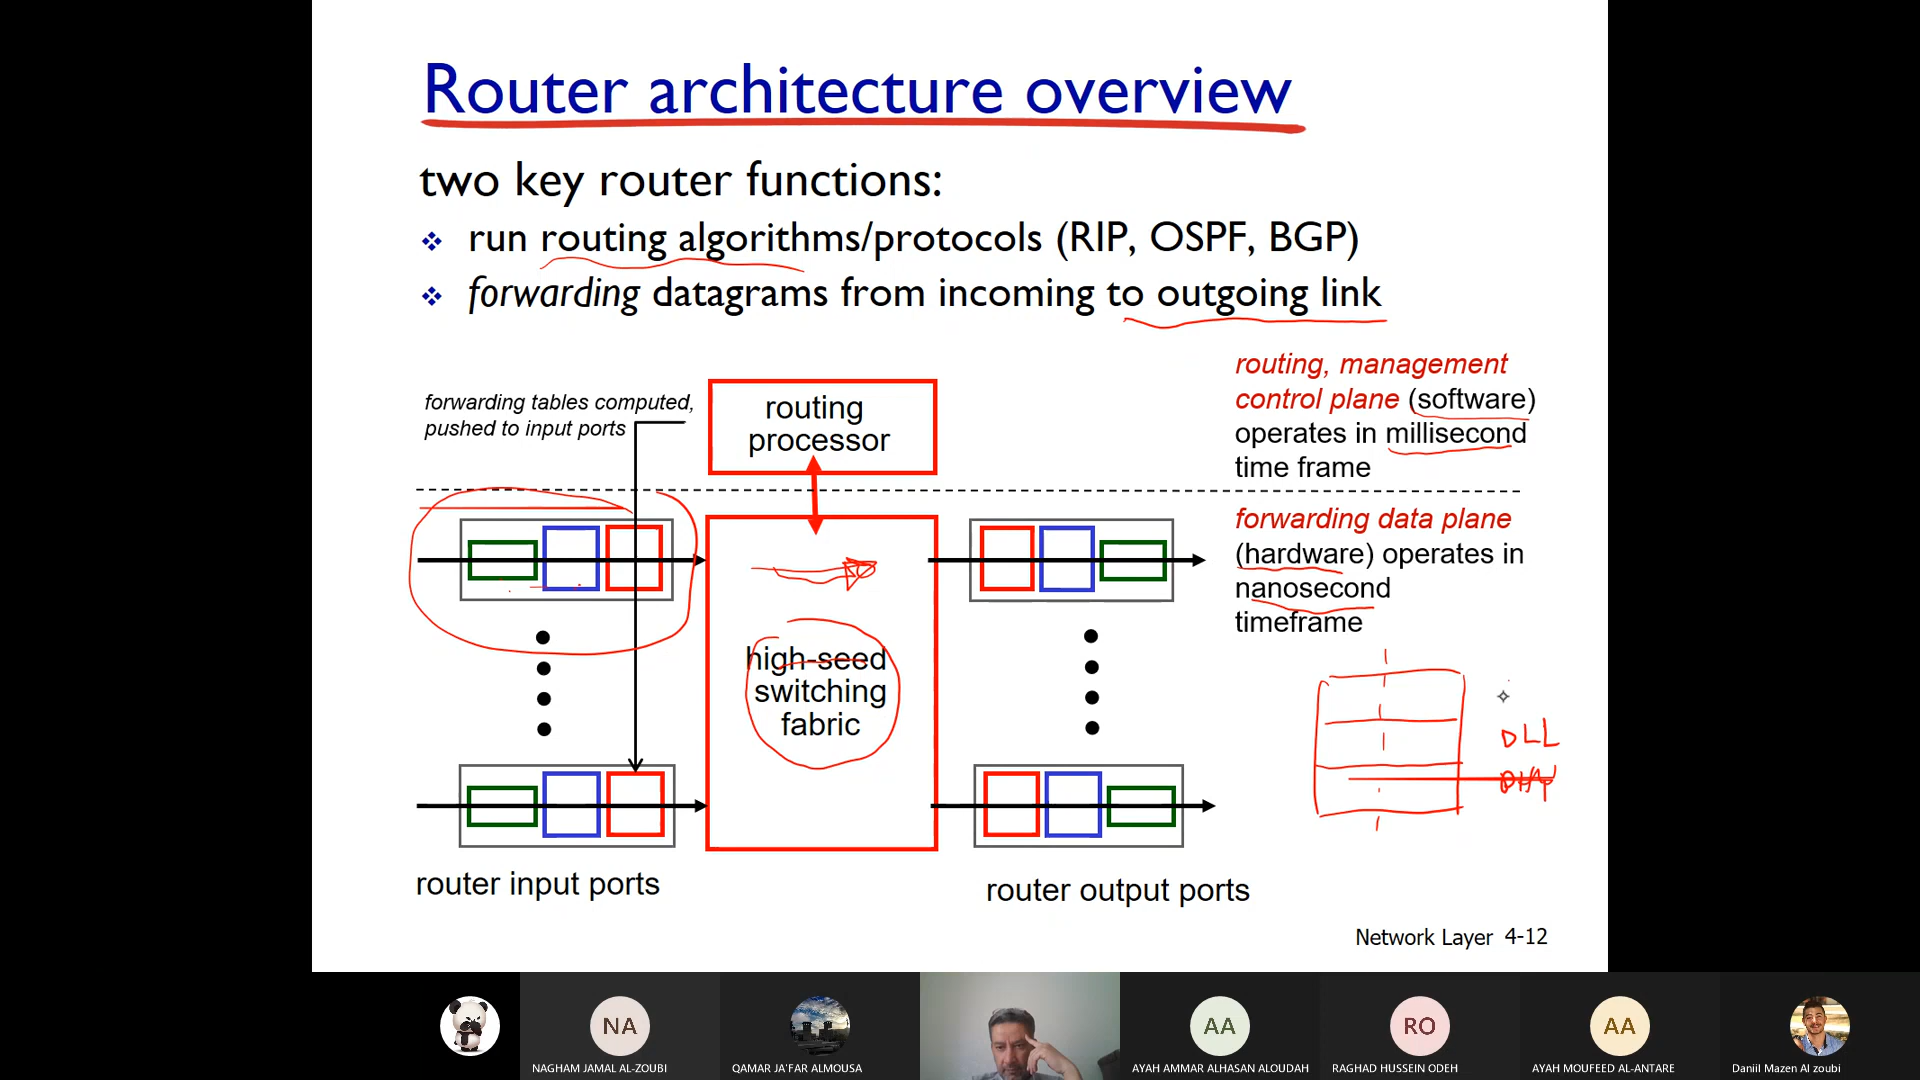 Router architecture overview
two key router functions:
run routing algorithms/protocols (RIP, OSPF, BGP)
forwarding datagrams from incoming to outgoing link
forwarding tables computed,
pushed to input ports
routing
processor
routing, management
control plane (software)
operates in millisecond
time frame
forwarding data plane
(hardware) operates in
nanosecond
timeframe
high-seed
switching
fabric
DLL
PHY
router input ports
router output ports
Network Layer 4-12
NA
AA
RO
AA
NAGHAM JAMAL AL-ZOUBI
QAMAR JA'FAR ALMOUSA
AYAH AMMAR ALHASAN ALOUDAH
RAGHAD HUSSEIN ODEH
AYAH MOUFEED AL-ANTARE
Daniil Mazen Al zoubi